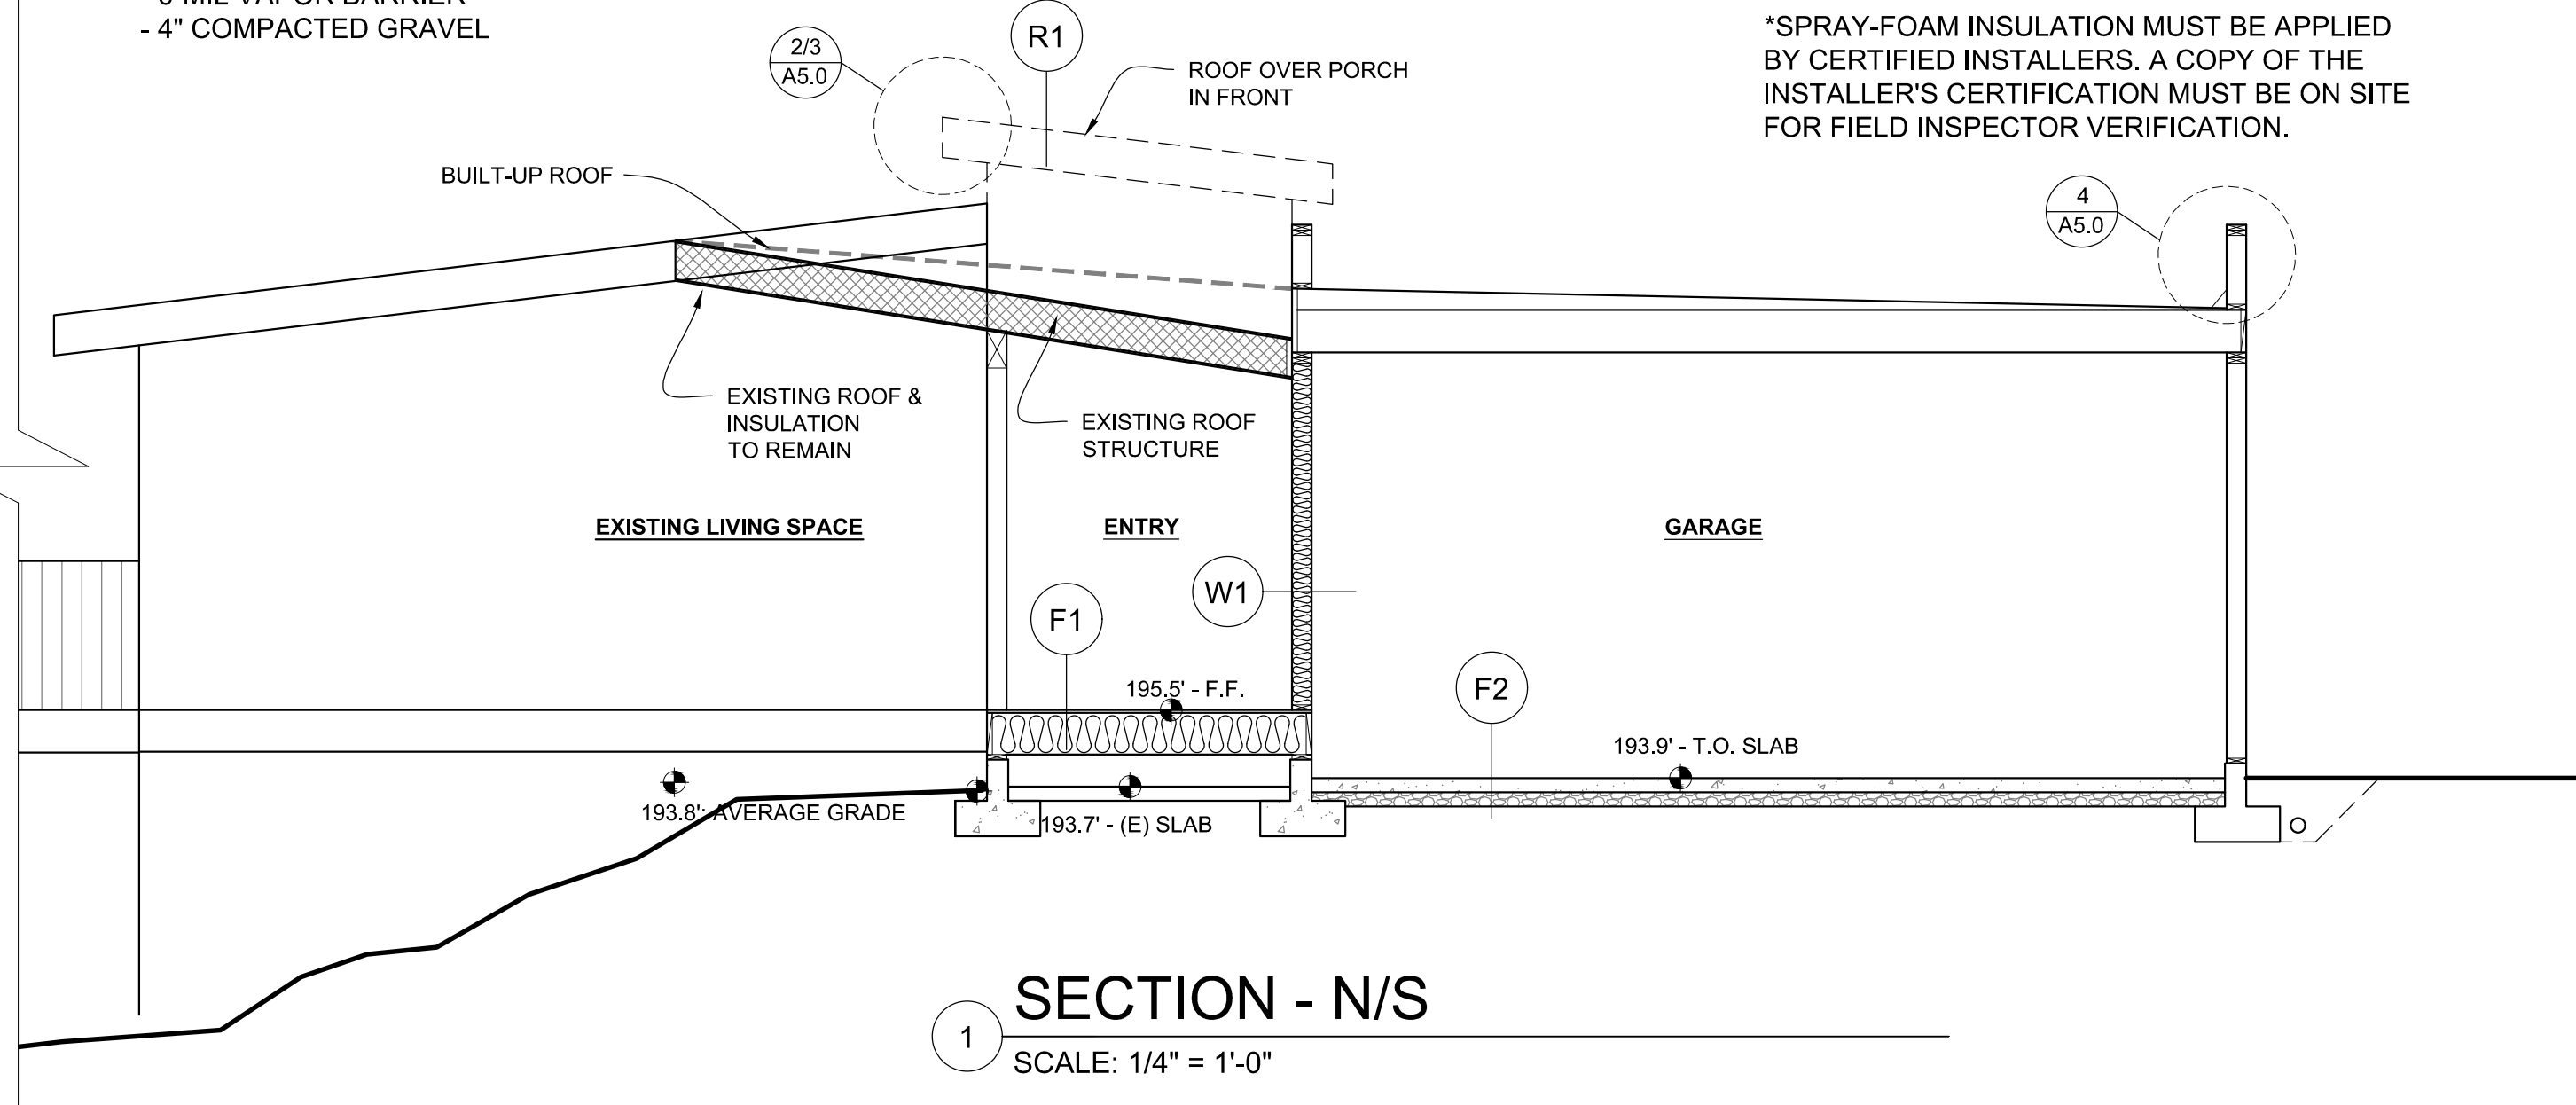 - 4" COMPACTED GRAVEL
2/3
A5.0
R1
ROOF OVER PORCH
IN FRONT
*SPRAY-FOAM INSULATION MUST BE APPLIED
BY CERTIFIED INSTALLERS. A COPY OF THE
INSTALLER'S CERTIFICATION MUST BE ON SITE
FOR FIELD INSPECTOR VERIFICATION.
BUILT-UP ROOF
4
A5.0
EXISTING ROOF &
INSULATION
TO REMAIN
EXISTING ROOF
STRUCTURE
EXISTING LIVING SPACE
ENTRY
GARAGE
W1
F1
195.5' - F.F.
F2
193.9' - T.O. SLAB
193.8'- AVERAGE GRADE
193.7' - (E) SLAB
1
SECTION - N/S
SCALE: 1/4" = 1'-0"